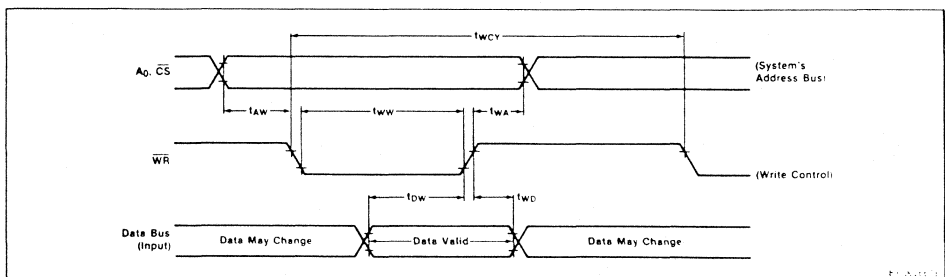 tWCY
A0, CS
(System's
Address Bus)
tAW
tWW
tWA
WR
(Write Control)
tDW
tWD
Data Bus
(Input)
Data May Change
Data Valid
Data May Change